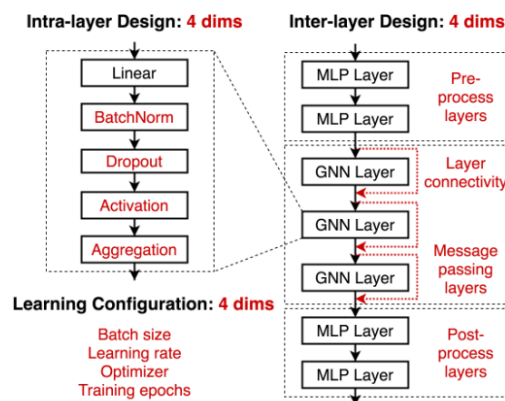 Intra-layer Design: 4 dims
Linear
BatchNorm
Dropout
Activation
Aggregation
Learning Configuration: 4 dims
Batch size
Learning rate
Optimizer
Training epochs
Inter-layer Design: 4 dims
MLP Layer
MLP Layer
Pre-
process
layers
GNN Layer
Layer
connectivity
GNN Layer
GNN Layer
Message
passing
layers
MLP Layer
MLP Layer
Post-
process
layers